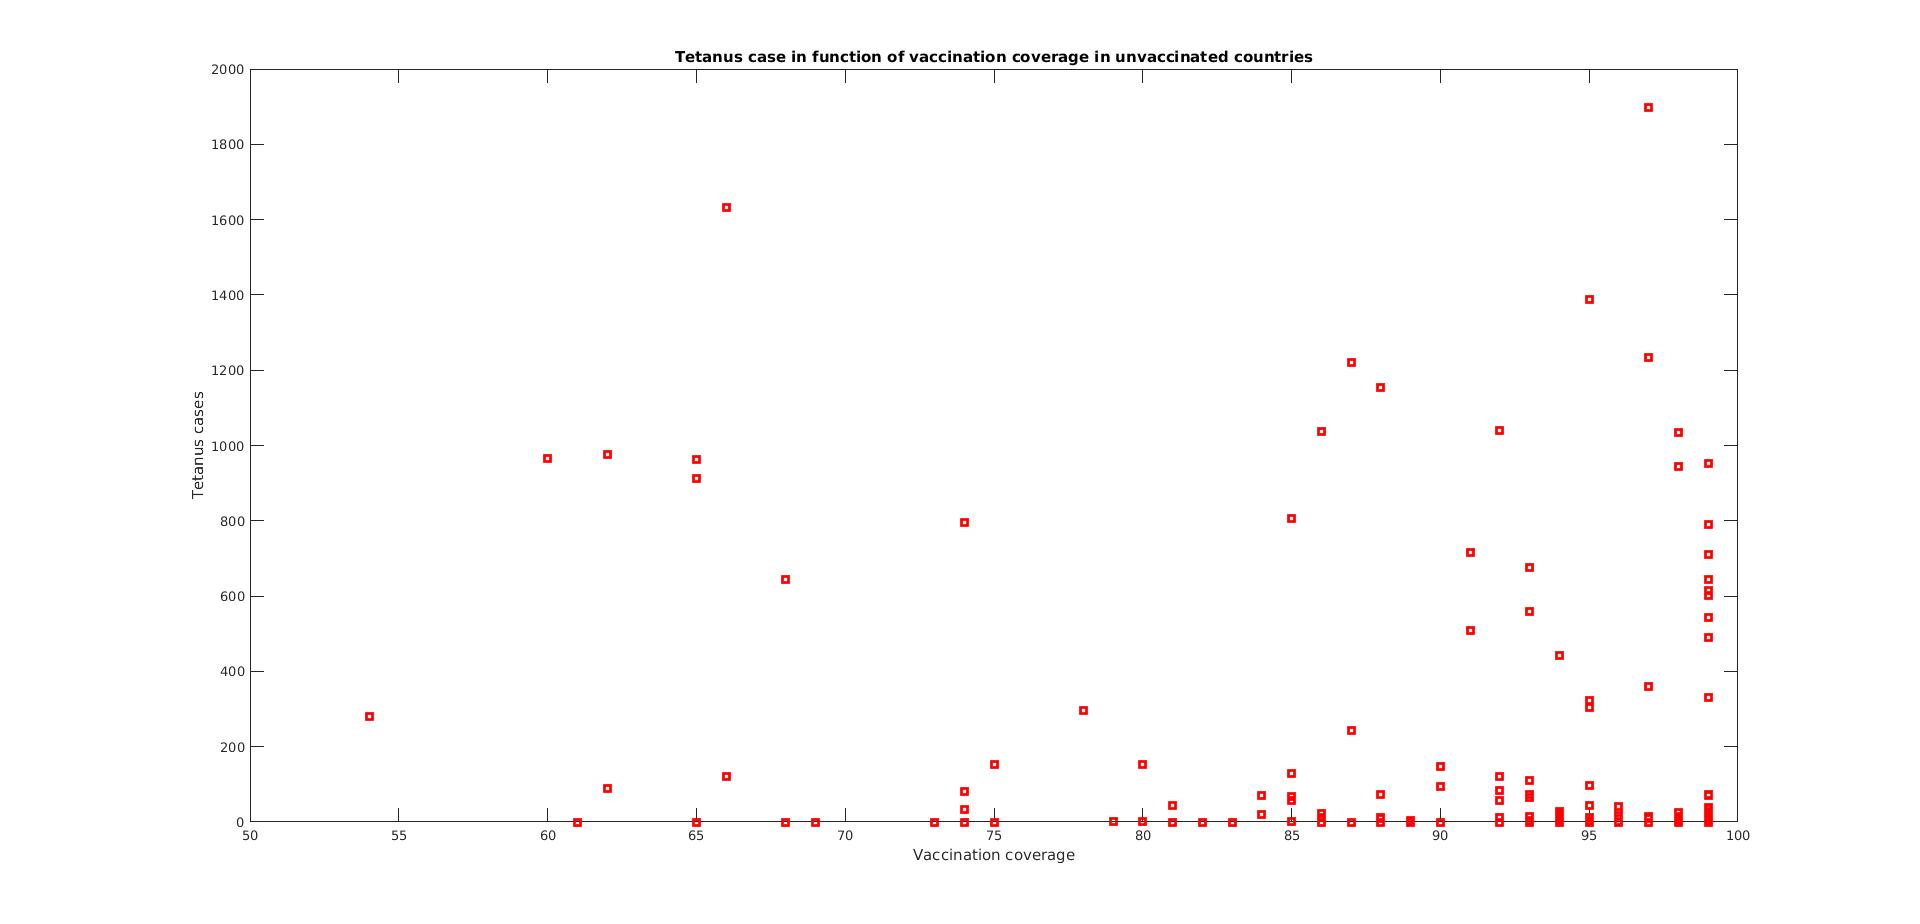 Tetanus case in function of vaccination coverage in unvaccinated countries
2000
1800
1600
1400
1200
1000
800
600
400
200
0
Tetanus cases
50 55 60 65 70 75 80 85 90 95 100
Vaccination coverage